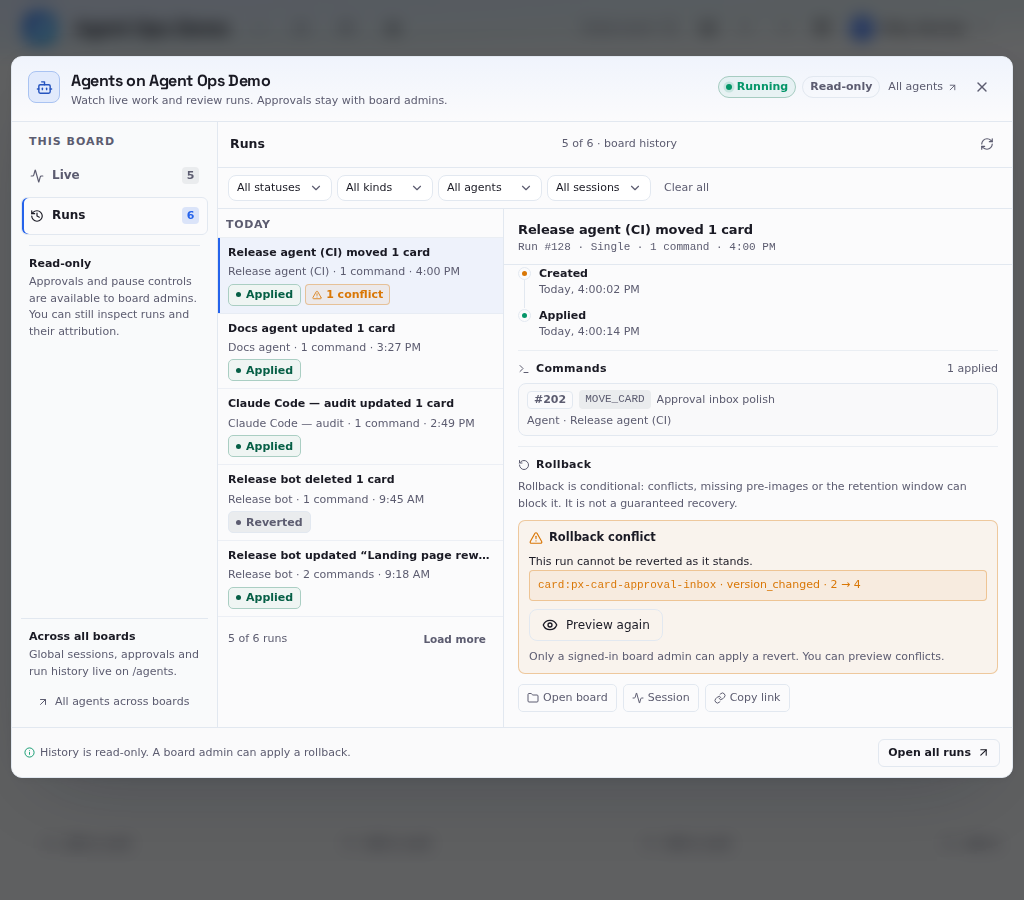 Agents on Agent Ops Demo
Watch live work and review runs. Approvals stay with board admins.
Running
Read-only
All agents
THIS BOARD
Live 5
Runs 6
Read-only
Approvals and pause controls
are available to board admins.
You can still inspect runs and
their attribution.
Across all boards
Global sessions, approvals and
run history live on /agents.
All agents across boards
Runs
5 of 6 · board history
All statuses
All kinds
All agents
All sessions
Clear all
TODAY
Release agent (CI) moved 1 card
Release agent (CI) · 1 command · 4:00 PM
Applied
1 conflict
Docs agent updated 1 card
Docs agent · 1 command · 3:27 PM
Applied
Claude Code — audit updated 1 card
Claude Code — audit · 1 command · 2:49 PM
Applied
Release bot deleted 1 card
Release bot · 1 command · 9:45 AM
Reverted
Release bot updated “Landing page rew…
Release bot · 2 commands · 9:18 AM
Applied
5 of 6 runs
Load more
Release agent (CI) moved 1 card
Run #128 · Single · 1 command · 4:00 PM
Created
Today, 4:00:02 PM
Applied
Today, 4:00:14 PM
Commands
1 applied
#202 MOVE_CARD Approval inbox polish
Agent · Release agent (CI)
Rollback
Rollback is conditional: conflicts, missing pre-images or the retention window can
block it. It is not a guaranteed recovery.
Rollback conflict
This run cannot be reverted as it stands.
card:px-card-approval-inbox · version_changed · 2 → 4
Preview again
Only a signed-in board admin can apply a revert. You can preview conflicts.
Open board
Session
Copy link
History is read-only. A board admin can apply a rollback.
Open all runs